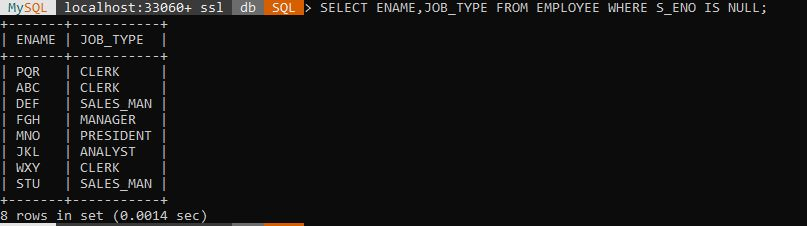 MySQL localhost:33060+ ssl db SQL > SELECT ENAME,JOB_TYPE FROM EMPLOYEE WHERE S_ENO IS NULL;
+-------+-----------+
| ENAME | JOB_TYPE  |
+-------+-----------+
| PQR   | CLERK     |
| ABC   | CLERK     |
| DEF   | SALES_MAN |
| FGH   | MANAGER   |
| MNO   | PRESIDENT |
| JKL   | ANALYST   |
| WXY   | CLERK     |
| STU   | SALES_MAN |
+-------+-----------+
8 rows in set (0.0014 sec)